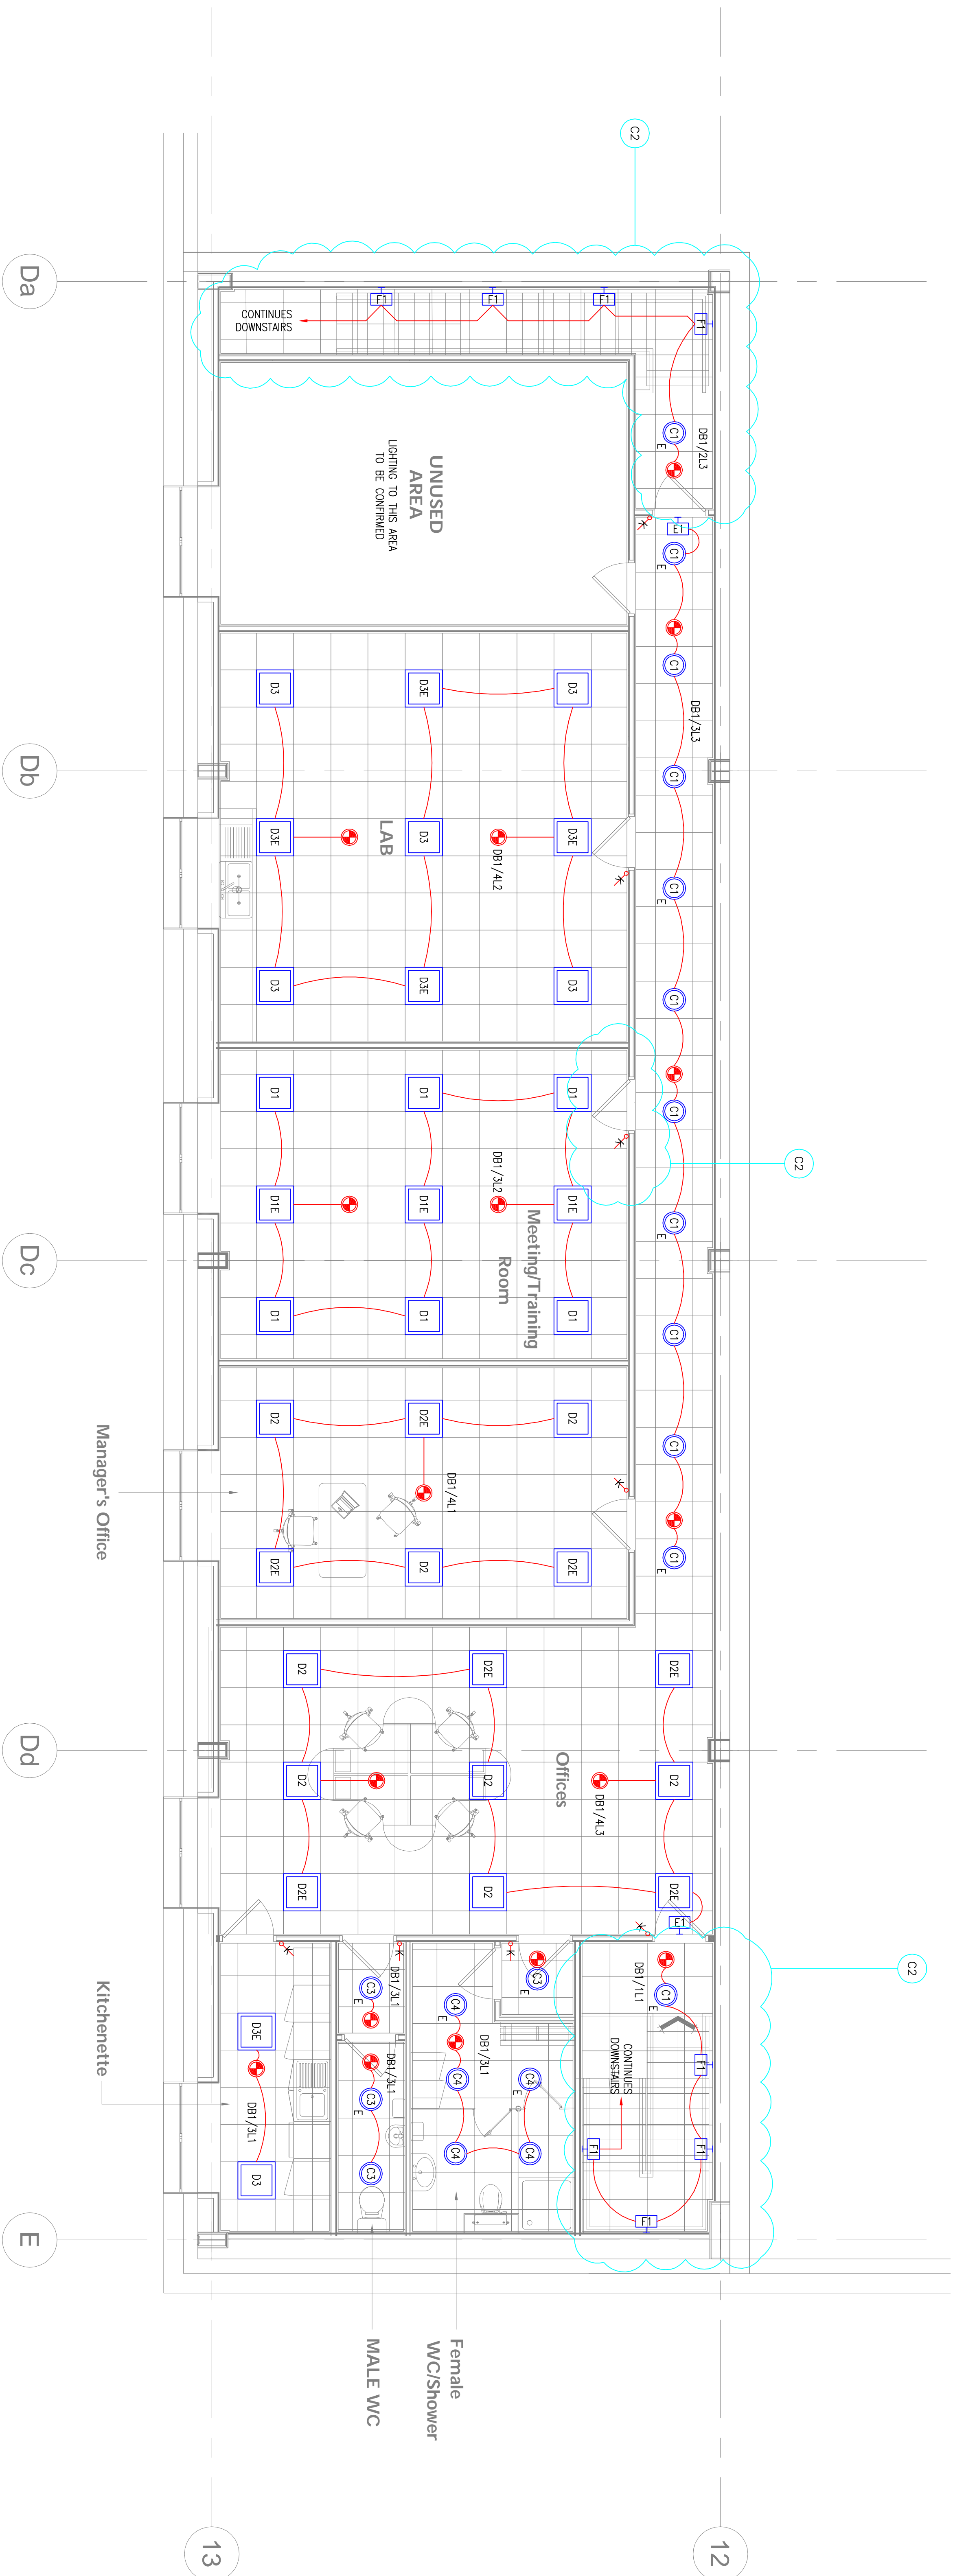 C2
C2
12
F1
F1
F1
DB1/2L3
DB1/3L3
E1
E1
C1
E
C1
E
C1
C1
C1
E
C1
C1
C1
E
C1
C1
C1
E
D2E
D2
D2E
C1
E
F1
DB1/1L1
C2
CONTINUES
DOWNSTAIRS
F1
DB1/4L3
F1
D3
D3E
D3
D1
D1E
D1
D2
D2E
Offices
C3
E
Meeting/Training
Room
C4
E
C4
F1
DB1/4L2
DB1/3L2
D2
D2
D2
DB1/3L1
C4
E
C4
C4
Female
WC/Shower
DB1/4L1
UNUSED
AREA
LIGHTING TO THIS AREA
TO BE CONFIRMED
D3E
D3
D3E
D1
D1E
D1
D2E
D2
LAB
DB1/3L1
DB1/3L1
F1
C3
E
C3
E
C3
MALE WC
D2
D2
D2E
D3
D3E
D3
D1
D1E
D1
D2
D2E
CONTINUES
DOWNSTAIRS
D3E
D3
DB1/3L1
13
Manager's Office
Kitchenette
Da
Db
Dc
Dd
E